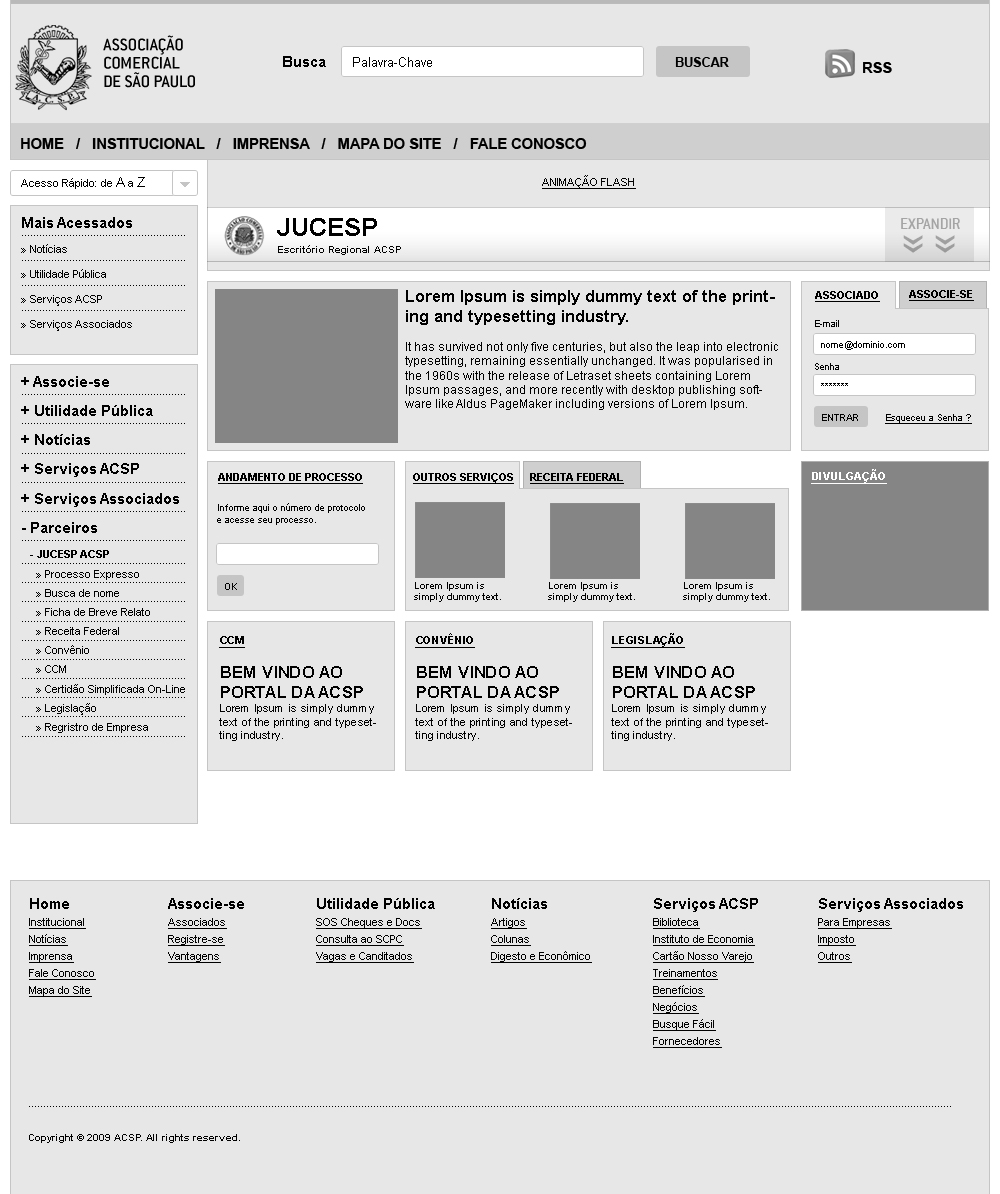 ASSOCIAÇÃO
COMERCIAL
DE SÃO PAULO
A.C.S.P.
Busca
Palavra-Chave
BUSCAR
RSS
HOME / INSTITUCIONAL / IMPRENSA / MAPA DO SITE / FALE CONOSCO
Acesso Rápido: de A a Z
Mais Acessados
» Notícias
» Utilidade Pública
» Serviços ACSP
» Serviços Associados
+ Associe-se
+ Utilidade Pública
+ Notícias
+ Serviços ACSP
+ Serviços Associados
- Parceiros
- JUCESP ACSP
» Processo Expresso
» Busca de nome
» Ficha de Breve Relato
» Receita Federal
» Convênio
» CCM
» Certidão Simplificada On-Line
» Legislação
» Regristro de Empresa
ANIMAÇÃO FLASH
JUCESP
Escritório Regional ACSP
EXPANDIR
Lorem Ipsum is simply dummy text of the print-
ing and typesetting industry.
It has survived not only five centuries, but also the leap into electronic
typesetting, remaining essentially unchanged. It was popularised in
the 1960s with the release of Letraset sheets containing Lorem
Ipsum passages, and more recently with desktop publishing soft-
ware like Aldus PageMaker including versions of Lorem Ipsum.
ASSOCIADO
ASSOCIE-SE
E-mail
nome@dominio.com
Senha
*******
ENTRAR
Esqueceu a Senha ?
ANDAMENTO DE PROCESSO
Informe aqui o número de protocolo
e acesse seu processo.
OK
OUTROS SERVIÇOS
RECEITA FEDERAL
Lorem Ipsum is
simply dummy text.
Lorem Ipsum is
simply dummy text.
Lorem Ipsum is
simply dummy text.
DIVULGAÇÃO
CCM
BEM VINDO AO
PORTAL DA ACSP
Lorem Ipsum is simply dummy
text of the printing and typeset-
ting industry.
CONVÊNIO
BEM VINDO AO
PORTAL DA ACSP
Lorem Ipsum is simply dummy
text of the printing and typeset-
ting industry.
LEGISLAÇÃO
BEM VINDO AO
PORTAL DA ACSP
Lorem Ipsum is simply dummy
text of the printing and typeset-
ting industry.
Home
Institucional
Notícias
Imprensa
Fale Conosco
Mapa do Site
Associe-se
Associados
Registre-se
Vantagens
Utilidade Pública
SOS Cheques e Docs
Consulta ao SCPC
Vagas e Canditados
Notícias
Artigos
Colunas
Digesto e Econômico
Serviços ACSP
Biblioteca
Instituto de Economia
Cartão Nosso Varejo
Treinamentos
Benefícios
Negócios
Busque Fácil
Fornecedores
Serviços Associados
Para Empresas
Imposto
Outros
Copyright © 2009 ACSP. All rights reserved.